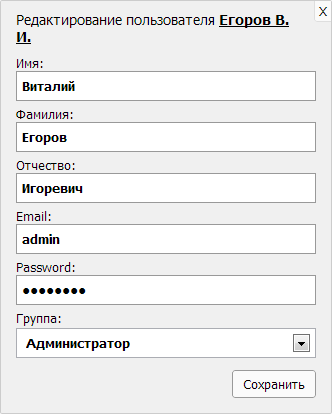 X
Редактирование пользователя Егоров В.
И.
Имя:
Виталий
Фамилия:
Егоров
Отчество:
Игоревич
Email:
admin
Password:
●●●●●●●●
Группа:
Администратор
Сохранить